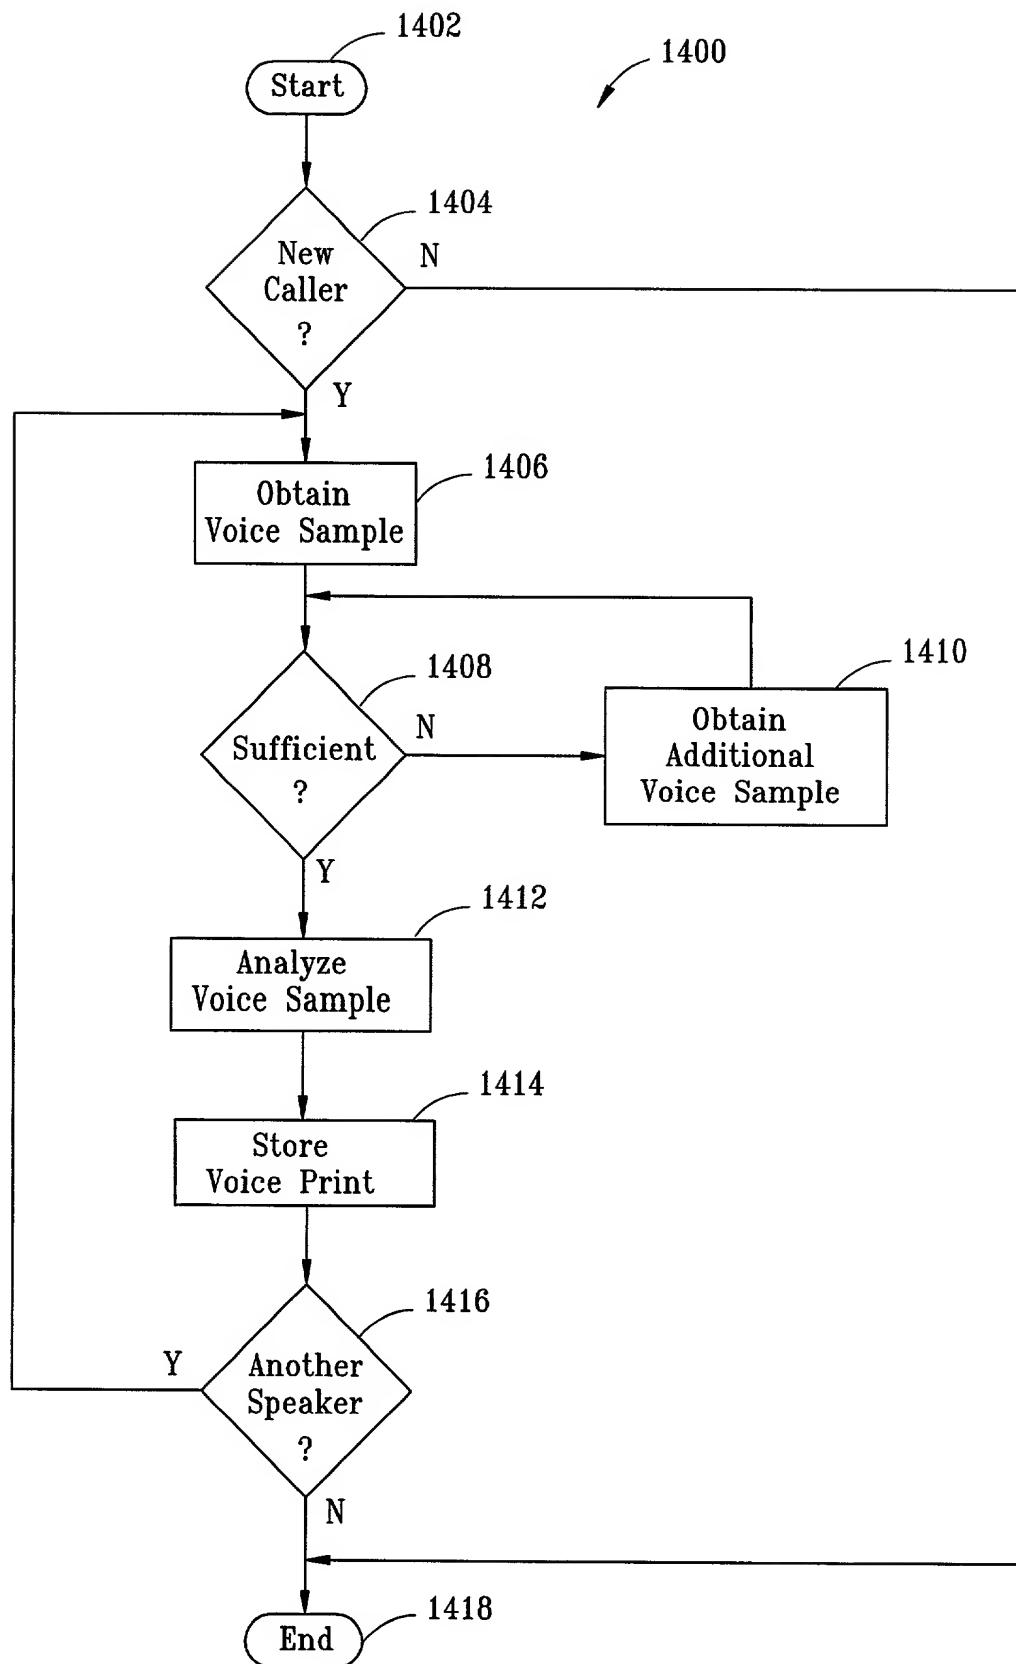 1402
1400
Start
1404
New
Caller
?
N
Y
1406
Obtain
Voice Sample
1408
Sufficient
?
N
1410
Obtain
Additional
Voice Sample
Y
1412
Analyze
Voice Sample
1414
Store
Voice Print
1416
Another
Speaker
?
Y
N
1418
End